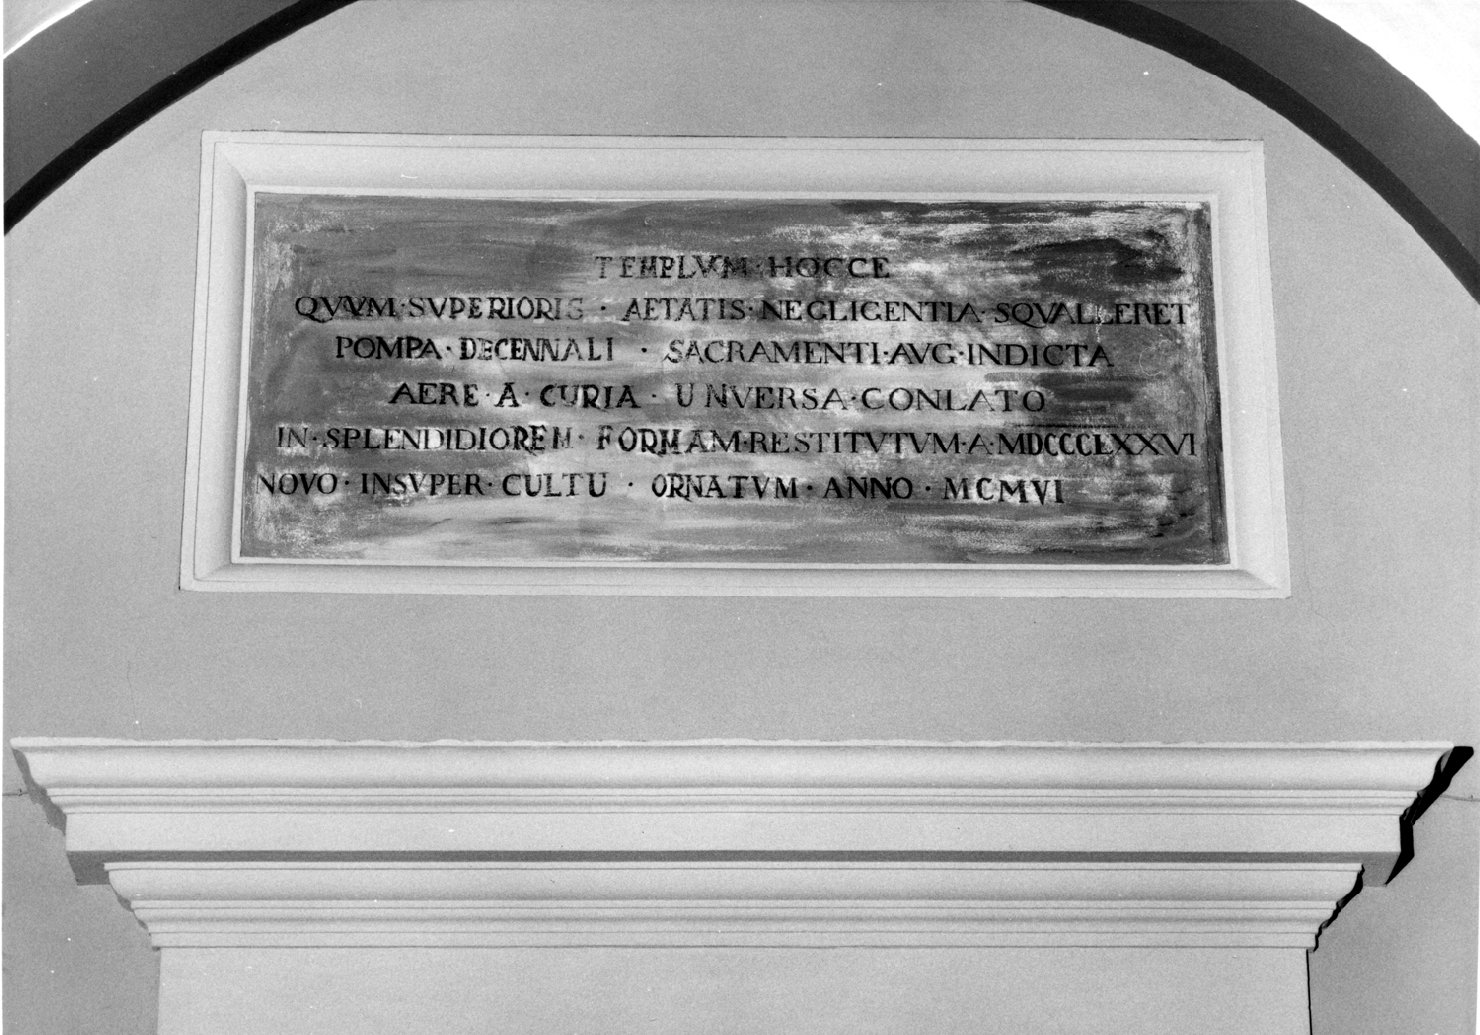 TEMPLVM · HOCCE
QVVM · SVPERIORIS · AETATIS · NEGLIGENTIA · SQVALLERET
POMPA · DECENNALI · SACRAMENTI · AVG · INDICTA
AERE · A · CURIA · UNVERSA · CONLATO
IN · SPLENDIDIOREM · FORMAM · RESTITVTVM · A · MDCCCLXXVI
NOVO · INSVPER · CULTU · ORNATVM · ANNO · MCMVI